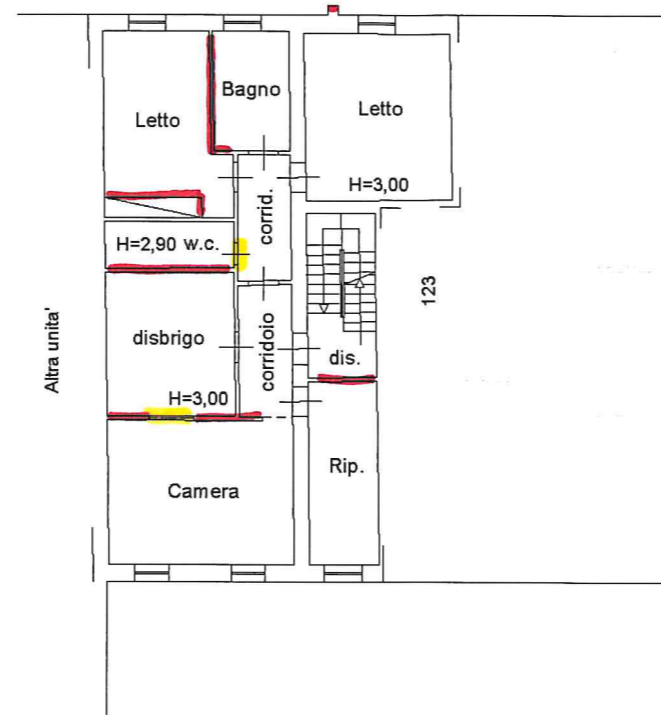 Bagno
Letto
Letto
H=3,00
corrid.
H=2,90 w.c.
123
Altra unita'
disbrigo
corridoio
dis.
H=3,00
Rip.
Camera